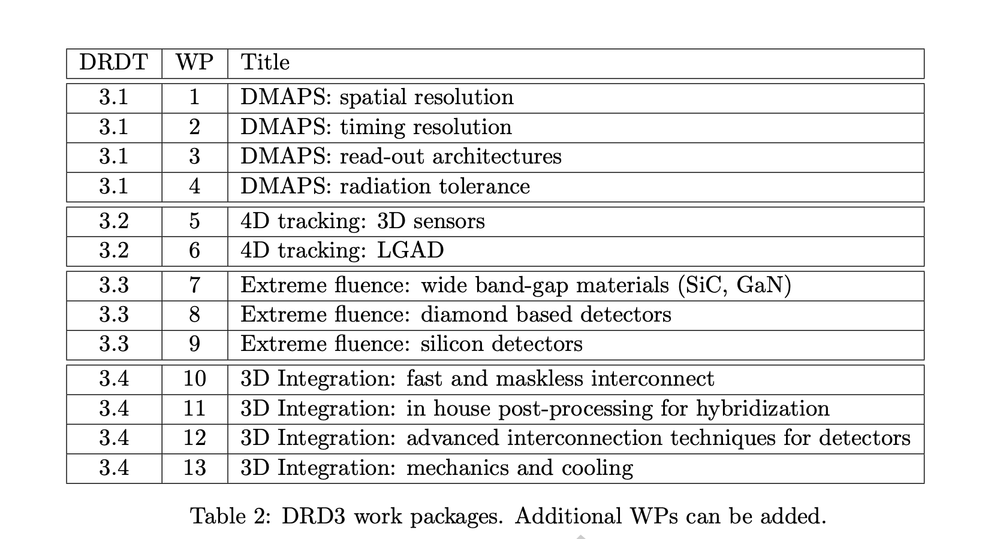 DRDT WP Title
3.1 1 DMAPS: spatial resolution
3.1 2 DMAPS: timing resolution
3.1 3 DMAPS: read-out architectures
3.1 4 DMAPS: radiation tolerance
3.2 5 4D tracking: 3D sensors
3.2 6 4D tracking: LGAD
3.3 7 Extreme fluence: wide band-gap materials (SiC, GaN)
3.3 8 Extreme fluence: diamond based detectors
3.3 9 Extreme fluence: silicon detectors
3.4 10 3D Integration: fast and maskless interconnect
3.4 11 3D Integration: in house post-processing for hybridization
3.4 12 3D Integration: advanced interconnection techniques for detectors
3.4 13 3D Integration: mechanics and cooling
Table 2: DRD3 work packages. Additional WPs can be added.